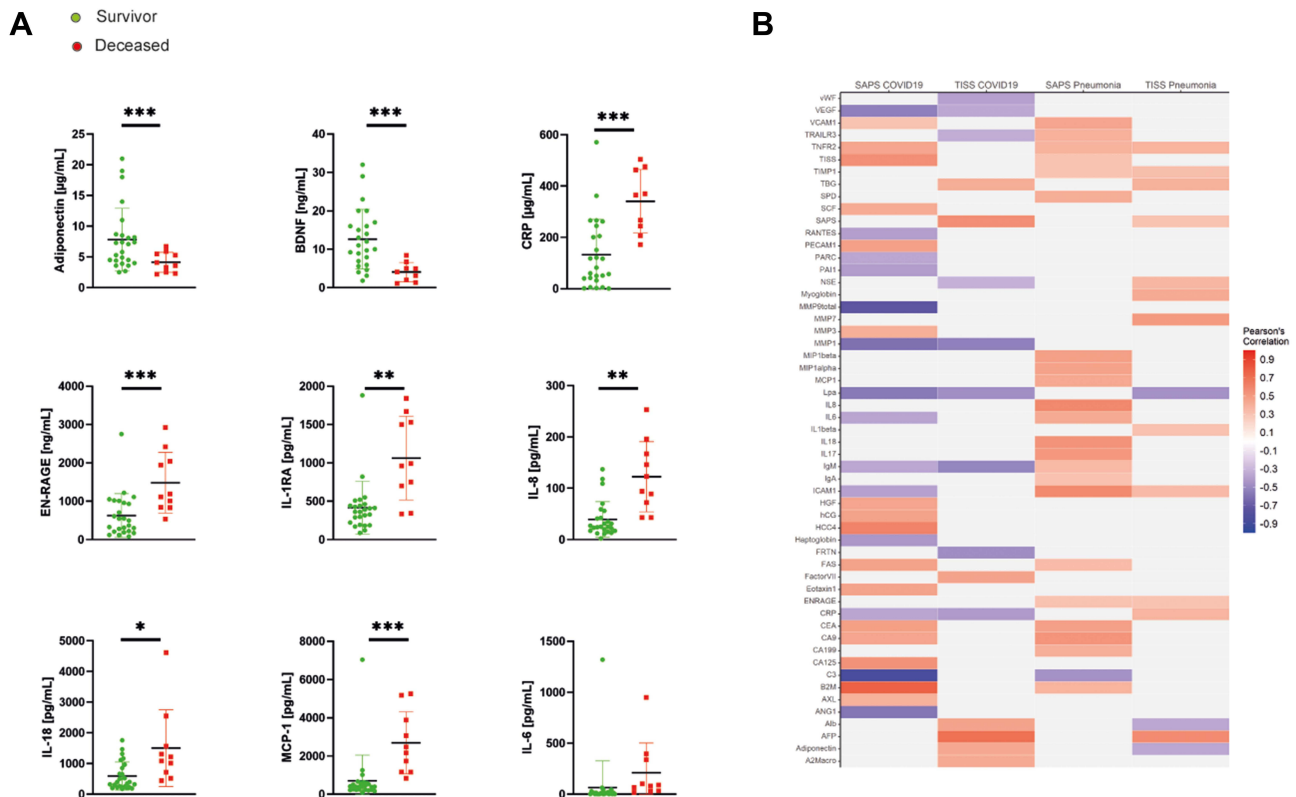 A
Survivor
Deceased
***
Adiponectin [µg/mL]
25
20
15
10
5
0
***
BDNF [ng/mL]
40
30
20
10
0
***
CRP [µg/mL]
600
400
200
0
***
EN-RAGE [ng/mL]
4000
3000
2000
1000
0
**
IL-1RA [pg/mL]
2000
1500
1000
500
0
**
IL-8 [pg/mL]
300
200
100
0
*
IL-18 [pg/mL]
5000
4000
3000
2000
1000
0
***
MCP-1 [pg/mL]
8000
6000
4000
2000
0
IL-6 [pg/mL]
1500
1000
500
0
B
SAPS COVID19 TISS COVID19 SAPS Pneumonia TISS Pneumonia
vWF
VEGF
VCAM1
TRAILR3
TNFR2
TISS
TIMP1
TBG
SPD
SCF
SAPS
RANTES
PECAM1
PARC
PAI1
NSE
Myoglobin
MMP9total
MMP7
MMP3
MMP1
MIP1beta
MIP1alpha
MCP1
Lpa
IL8
IL6
IL1beta
IL18
IL17
IgM
IgA
ICAM1
HGF
hCG
HCC4
Haptoglobin
FRTN
FAS
FactorVII
Eotaxin1
ENRAGE
CRP
CEA
CA9
CA199
CA125
C3
B2M
AXL
ANG1
Alb
AFP
Adiponectin
A2Macro
Pearson's
Correlation
0.9
0.7
0.5
0.3
0.1
-0.1
-0.3
-0.5
-0.7
-0.9